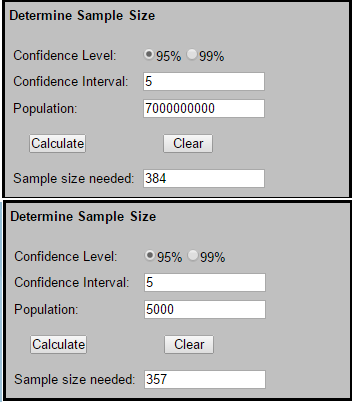 Determine Sample Size
Confidence Level: 95% 99%
Confidence Interval: 5
Population: 7000000000
Calculate Clear
Sample size needed: 384
Determine Sample Size
Confidence Level: 95% 99%
Confidence Interval: 5
Population: 5000
Calculate Clear
Sample size needed: 357